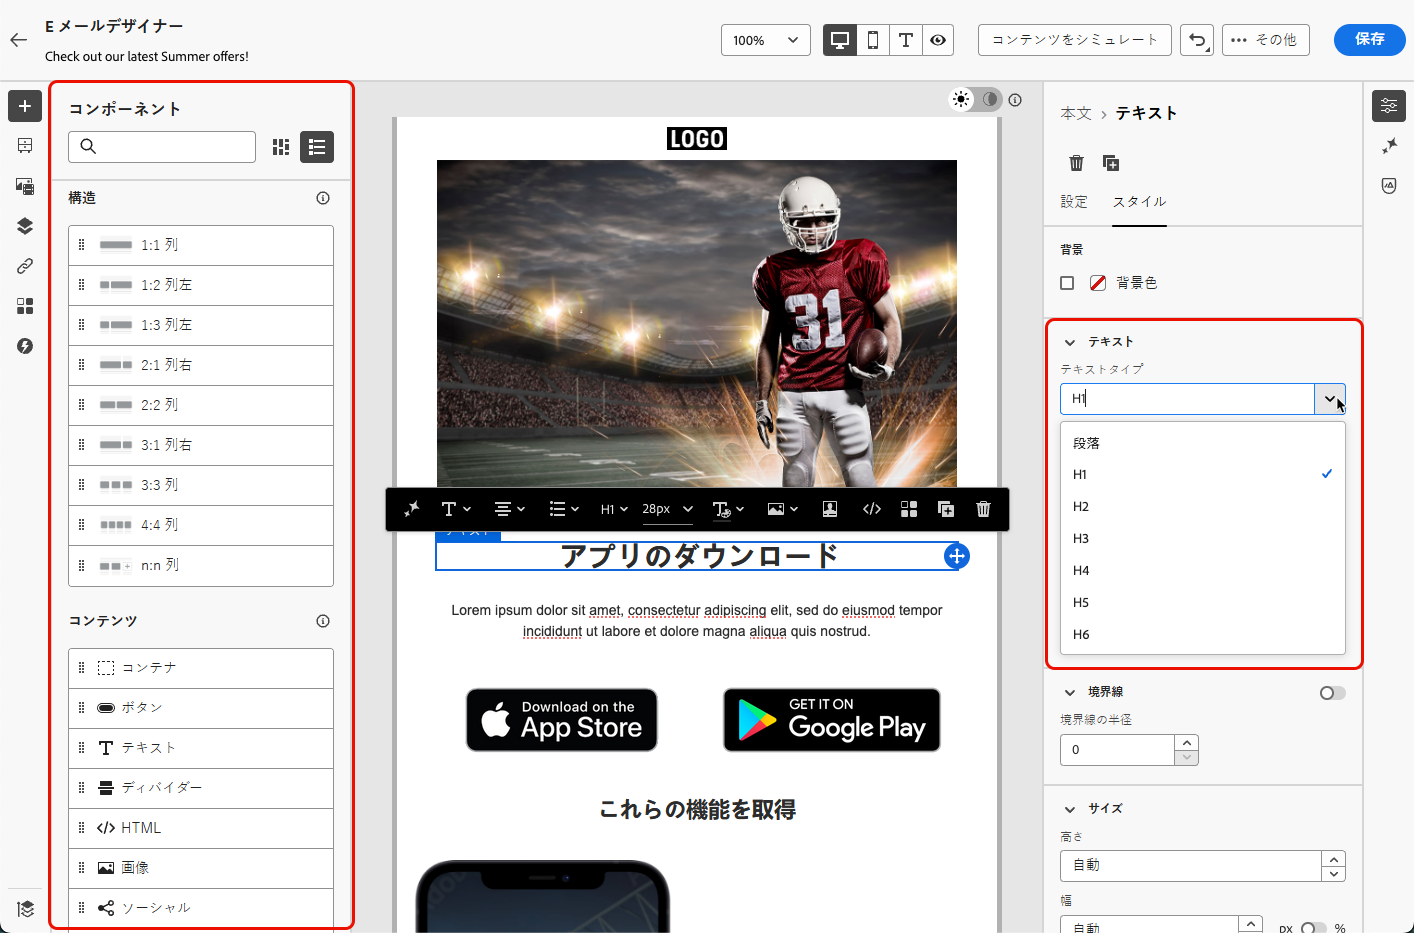 E メールデザイナー
Check out our latest Summer offers!
100%
コンテンツをシミュレート
その他
保存
コンポーネント
構造
1:1 列
1:2 列左
1:3 列左
2:1 列右
2:2 列
3:1 列右
3:3 列
4:4 列
n:n 列
コンテンツ
コンテナ
ボタン
テキスト
ディバイダー
HTML
画像
ソーシャル
LOGO
31
H1
28px
アプリのダウンロード
Lorem ipsum dolor sit amet, consectetur adipiscing elit, sed do eiusmod tempor
incididunt ut labore et dolore magna aliqua quis nostrud.
Download on the
App Store
GET IT ON
Google Play
これらの機能を取得
本文 > テキスト
設定
スタイル
背景
背景色
テキスト
テキストタイプ
H1
段落
H1
H2
H3
H4
H5
H6
境界線
境界線の半径
0
サイズ
高さ
自動
幅
自動
px
%